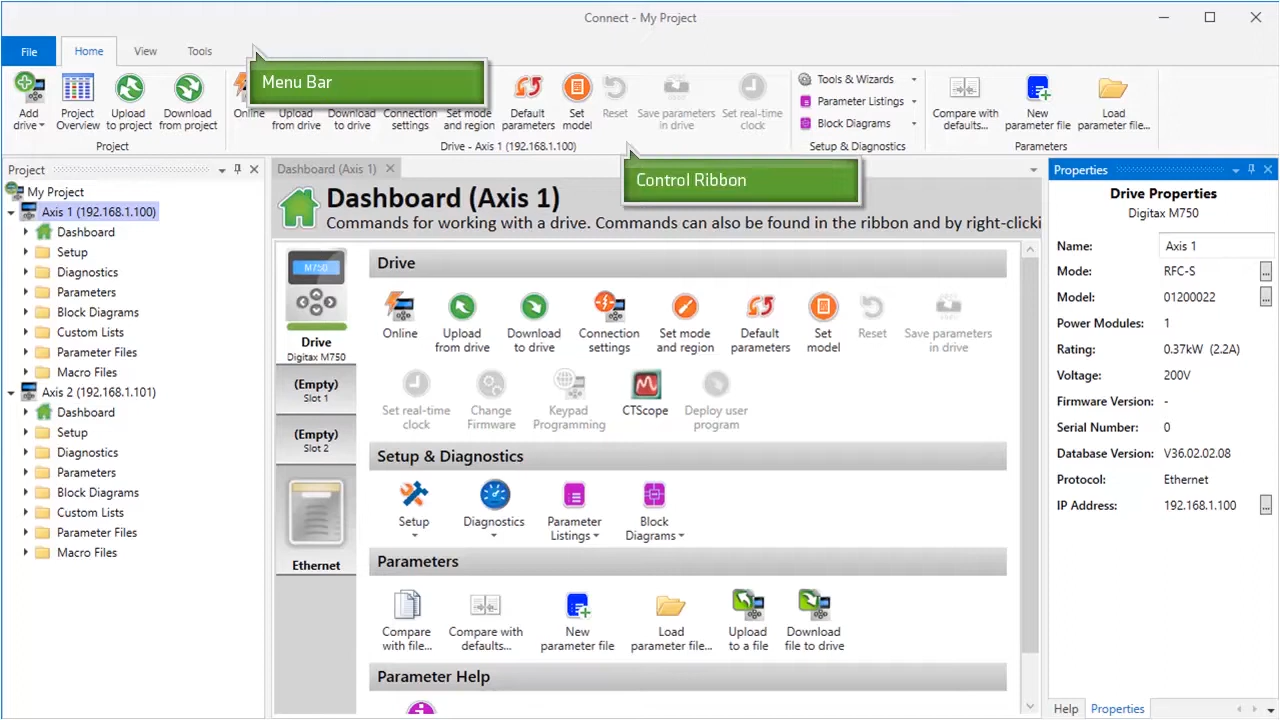 Connect - My Project
File
Home
View
Tools
Menu Bar
Add
drive
Project
Overview
Upload
to project
Download
from project
Online
Upload
from drive
Download
to drive
Connection
settings
Set mode
and region
Default
parameters
Set
model
Reset
Save parameters
in drive
Set real-time
clock
Tools & Wizards
Parameter Listings
Block Diagrams
Compare with
defaults...
New
parameter file
Load
parameter file...
Project
Drive - Axis 1 (192.168.1.100)
Setup & Diagnostics
Parameters
Control Ribbon
Project
My Project
Axis 1 (192.168.1.100)
Dashboard
Setup
Diagnostics
Parameters
Block Diagrams
Custom Lists
Parameter Files
Macro Files
Axis 2 (192.168.1.101)
Dashboard
Setup
Diagnostics
Parameters
Block Diagrams
Custom Lists
Parameter Files
Macro Files
Dashboard (Axis 1)
Dashboard (Axis 1)
Commands for working with a drive. Commands can also be found in the ribbon and by right-clicki
M750
Drive
Digitax M750
(Empty)
Slot 1
(Empty)
Slot 2
Ethernet
Drive
Online
Upload
from drive
Download
to drive
Connection
settings
Set mode
and region
Default
parameters
Set
model
Reset
Save parameters
in drive
Set real-time
clock
Change
Firmware
Keypad
Programming
CTScope
Deploy user
program
Setup & Diagnostics
Setup
Diagnostics
Parameter
Listings
Block
Diagrams
Parameters
Compare
with file...
Compare with
defaults...
New
parameter file
Load
parameter file...
Upload
to a file
Download
file to drive
Parameter Help
Properties
Drive Properties
Digitax M750
Name: Axis 1
Mode: RFC-S
Model: 01200022
Power Modules: 1
Rating: 0.37kW (2.2A)
Voltage: 200V
Firmware Version: -
Serial Number: 0
Database Version: V36.02.02.08
Protocol: Ethernet
IP Address: 192.168.1.100
Help
Properties